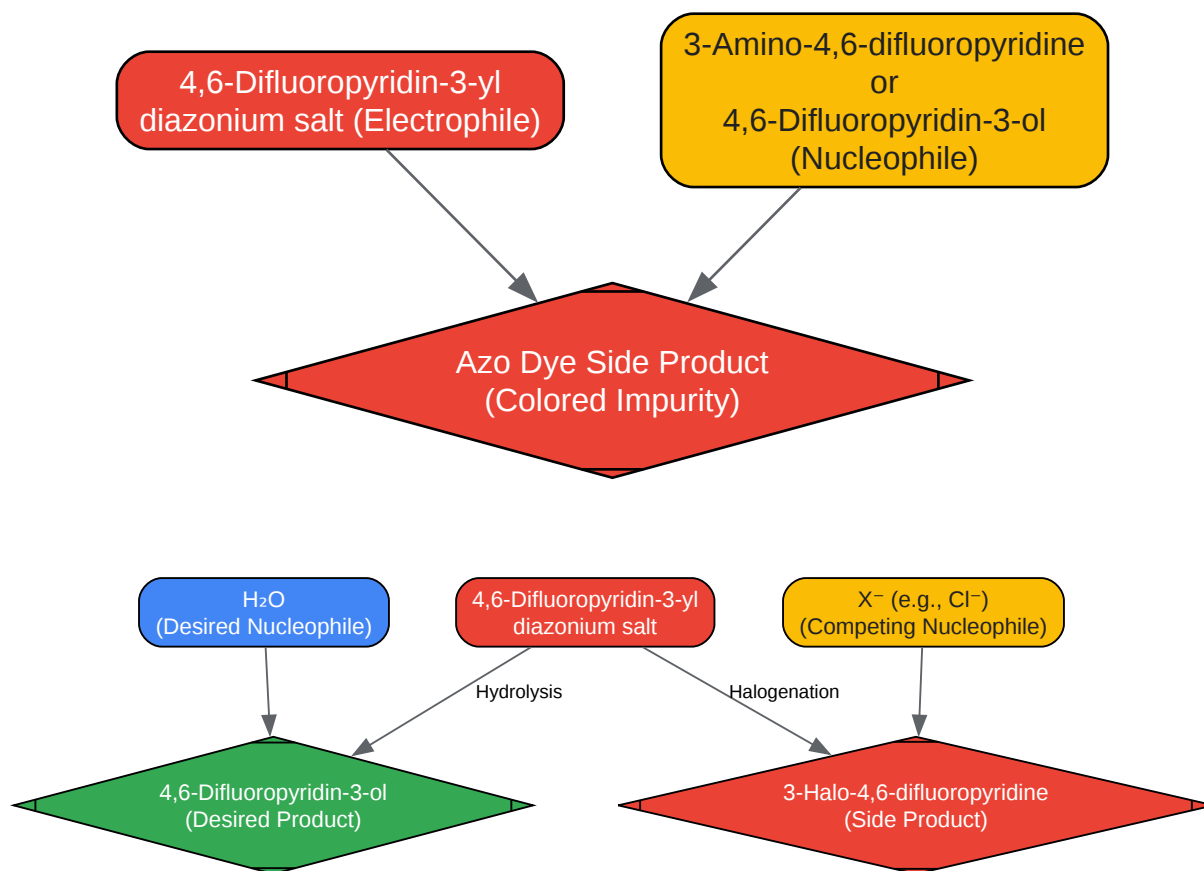 4,6-Difluoropyridin-3-yl
diazonium salt (Electrophile)
3-Amino-4,6-difluoropyridine
or
4,6-Difluoropyridin-3-ol
(Nucleophile)
Azo Dye Side Product
(Colored Impurity)
H₂O
(Desired Nucleophile)
4,6-Difluoropyridin-3-yl
diazonium salt
X⁻ (e.g., Cl⁻)
(Competing Nucleophile)
Hydrolysis
Halogenation
4,6-Difluoropyridin-3-ol
(Desired Product)
3-Halo-4,6-difluoropyridine
(Side Product)